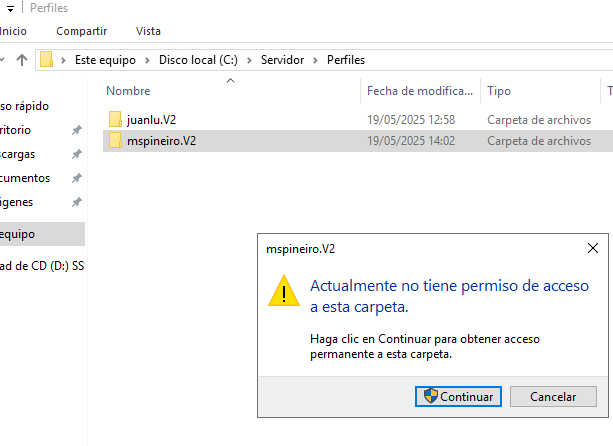 Perfiles
nicio Compartir Vista
Este equipo Disco local (C:) Servidor Perfiles
Nombre Fecha de modifica... Tipo T
so rápido
juanlu.V2 19/05/2025 12:58 Carpeta de archivos
ritorio
mspineiro.V2 19/05/2025 14:02 Carpeta de archivos
scargas
cumentos
ágenes
equipo
ad de CD (D:) SS
mspineiro.V2
Actualmente no tiene permiso de acceso
a esta carpeta.
Haga clic en Continuar para obtener acceso
permanente a esta carpeta.
Continuar Cancelar